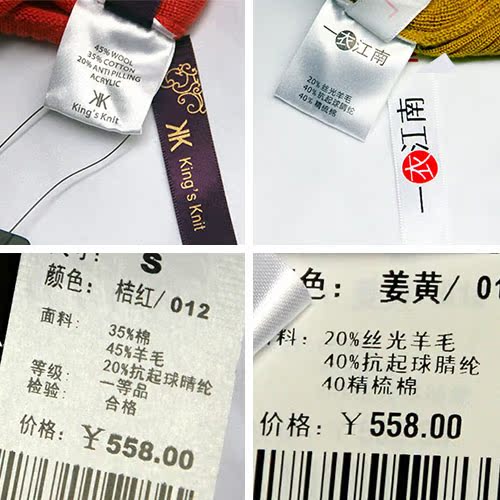 45% WOOL
35% COTTON
20% ANTI PILLING
ACRYLIC
King's Knit
King's Knit
一衣江南
20%丝光羊毛
40%抗起球腈纶
40%精梳棉
一衣江南
S
颜色: 桔红/012
面料: 35%棉
45%羊毛
20%抗起球腈纶
等级: 一等品
检验: 合格
价格: ¥558.00
色: 姜黄/01
料: 20%丝光羊毛
40%抗起球腈纶
40精梳棉
价格: ¥558.00